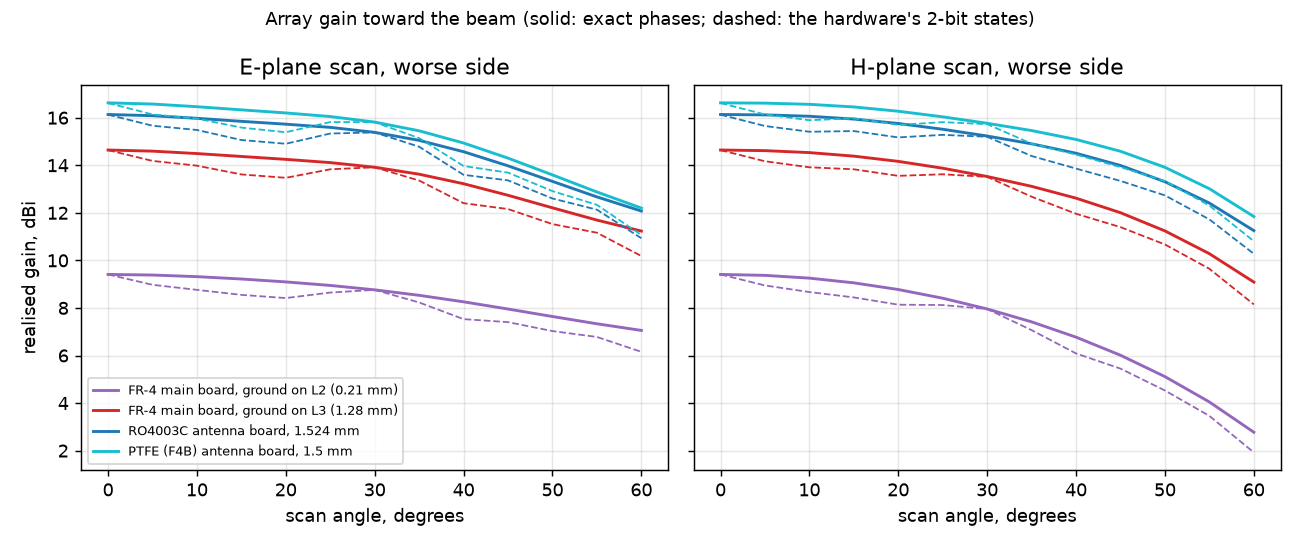 Array gain toward the beam (solid: exact phases; dashed: the hardware's 2-bit states)
E-plane scan, worse side
H-plane scan, worse side
realised gain, dBi
16
14
12
10
8
6
4
2
FR-4 main board, ground on L2 (0.21 mm)
FR-4 main board, ground on L3 (1.28 mm)
RO4003C antenna board, 1.524 mm
PTFE (F4B) antenna board, 1.5 mm
0 10 20 30 40 50 60
0 10 20 30 40 50 60
scan angle, degrees
scan angle, degrees